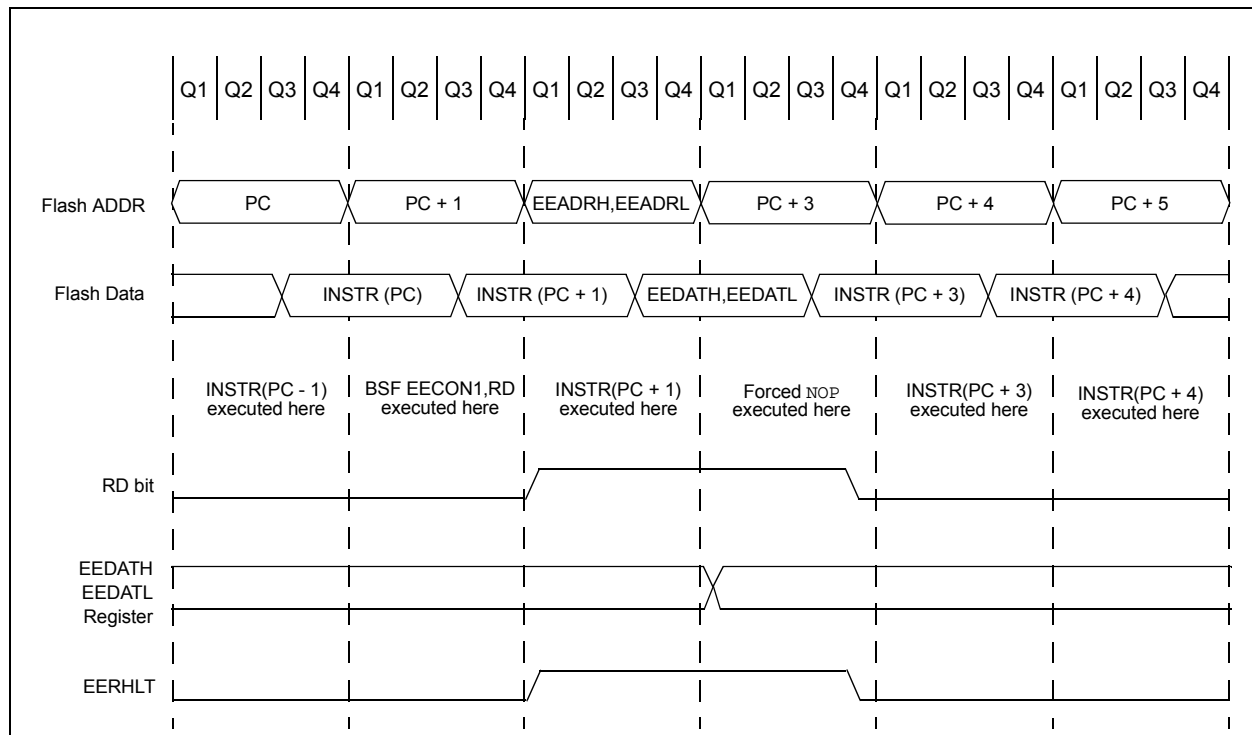 Q1 Q2 Q3 Q4 Q1 Q2 Q3 Q4 Q1 Q2 Q3 Q4 Q1 Q2 Q3 Q4 Q1 Q2 Q3 Q4 Q1 Q2 Q3 Q4
Flash ADDR PC PC + 1 EEADRH,EEADRL PC + 3 PC + 4 PC + 5
Flash Data INSTR (PC) INSTR (PC + 1) EEDATH,EEDATL INSTR (PC + 3) INSTR (PC + 4)
INSTR(PC - 1) BSF EECON1,RD INSTR(PC + 1) Forced NOP INSTR(PC + 3) INSTR(PC + 4)
executed here executed here executed here executed here executed here executed here
RD bit
EEDATH
EEDATL
Register
EERHLT